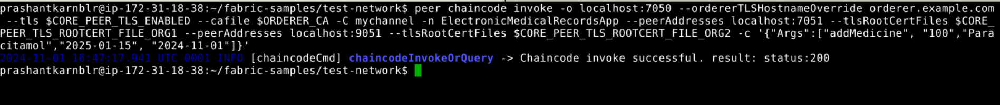 prashantkarnblr@ip-172-31-18-38:~/fabric-samples/test-network$ peer chaincode invoke -o localhost:7050 --ordererTLSHostnameOverride orderer.example.com
 --tls $CORE_PEER_TLS_ENABLED --cafile $ORDERER_CA -C mychannel -n ElectronicMedicalRecordsApp --peerAddresses localhost:7051 --tlsRootCertFiles $CORE_
PEER_TLS_ROOTCERT_FILE_ORG1 --peerAddresses localhost:9051 --tlsRootCertFiles $CORE_PEER_TLS_ROOTCERT_FILE_ORG2 -c '{"Args":["addMedicine", "100","Para
citamol","2025-01-15", "2024-11-01"]}'
2024-11-01 16:47:17.941 UTC 0001 INFO [chaincodeCmd] chaincodeInvokeOrQuery -> Chaincode invoke successful. result: status:200
prashantkarnblr@ip-172-31-18-38:~/fabric-samples/test-network$